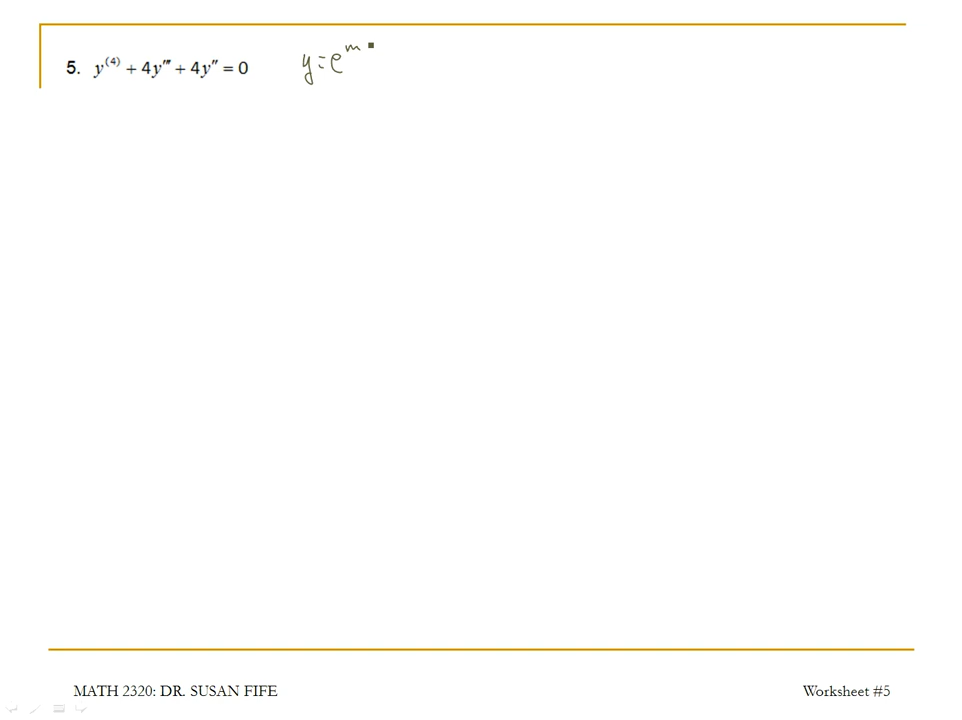 5. y⁽⁴⁾ + 4y‴ + 4y″ = 0 y = e^m
MATH 2320: DR. SUSAN FIFE Worksheet #5